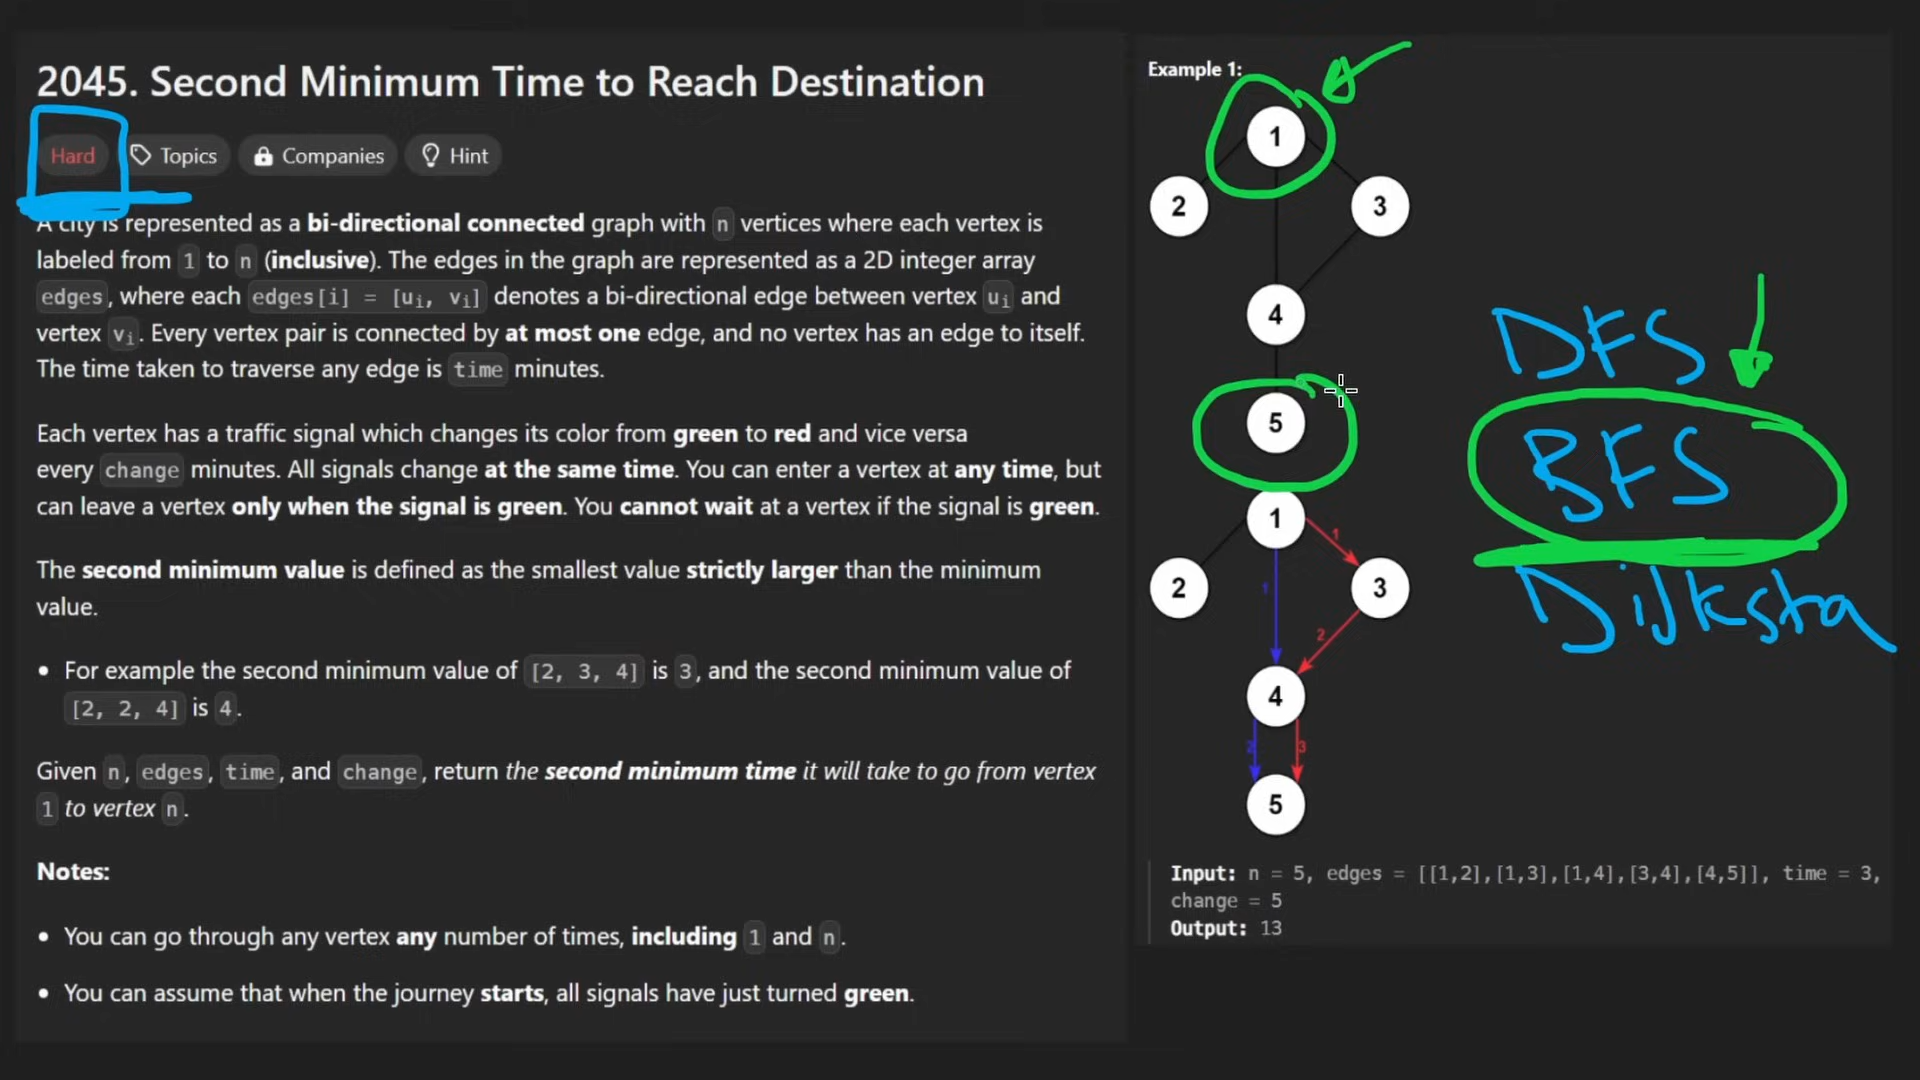 2045. Second Minimum Time to Reach Destination
Hard Topics Companies Hint
A city is represented as a bi-directional connected graph with n vertices where each vertex is
labeled from 1 to n (inclusive). The edges in the graph are represented as a 2D integer array
edges, where each edges[i] = [uᵢ, vᵢ] denotes a bi-directional edge between vertex uᵢ and
vertex vᵢ. Every vertex pair is connected by at most one edge, and no vertex has an edge to itself.
The time taken to traverse any edge is time minutes.
Each vertex has a traffic signal which changes its color from green to red and vice versa
every change minutes. All signals change at the same time. You can enter a vertex at any time, but
can leave a vertex only when the signal is green. You cannot wait at a vertex if the signal is green.
The second minimum value is defined as the smallest value strictly larger than the minimum
value.
• For example the second minimum value of [2, 3, 4] is 3, and the second minimum value of
[2, 2, 4] is 4.
Given n, edges, time, and change, return the second minimum time it will take to go from vertex
1 to vertex n.
Notes:
• You can go through any vertex any number of times, including 1 and n.
• You can assume that when the journey starts, all signals have just turned green.
Example 1:
1
2
3
4
5
1
1
1
2
3
2
4
2
3
5
Input: n = 5, edges = [[1,2],[1,3],[1,4],[3,4],[4,5]], time = 3,
change = 5
Output: 13
DFS
BFS
Dijkstra